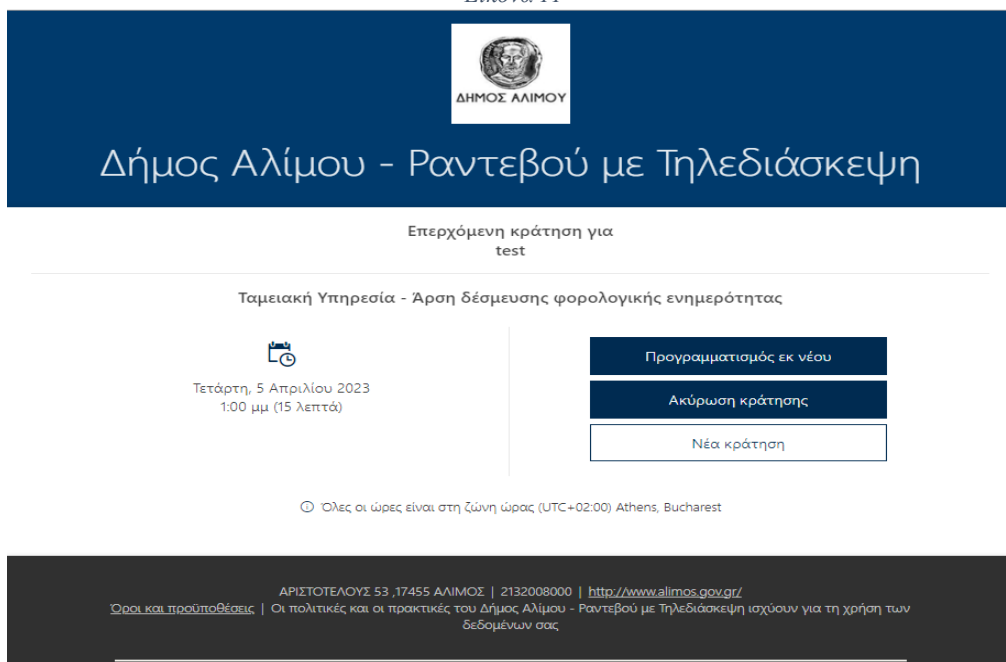 ΔΗΜΟΣ ΑΛΙΜΟΥ
Δήμος Αλίμου - Ραντεβού με Τηλεδιάσκεψη
Επερχόμενη κράτηση για
test
Ταμειακή Υπηρεσία - Άρση δέσμευσης φορολογικής ενημερότητας
Τετάρτη, 5 Απριλίου 2023
1:00 μμ (15 λεπτά)
Προγραμματισμός εκ νέου
Ακύρωση κράτησης
Νέα κράτηση
Όλες οι ώρες είναι στη ζώνη ώρας (UTC+02:00) Athens, Bucharest
ΑΡΙΣΤΟΤΕΛΟΥΣ 53 ,17455 ΑΛΙΜΟΣ | 2132008000 | http://www.alimos.gov.gr/
Όροι και προϋποθέσεις | Οι πολιτικές και οι πρακτικές του Δήμος Αλίμου - Ραντεβού με Τηλεδιάσκεψη ισχύουν για τη χρήση των
δεδομένων σας